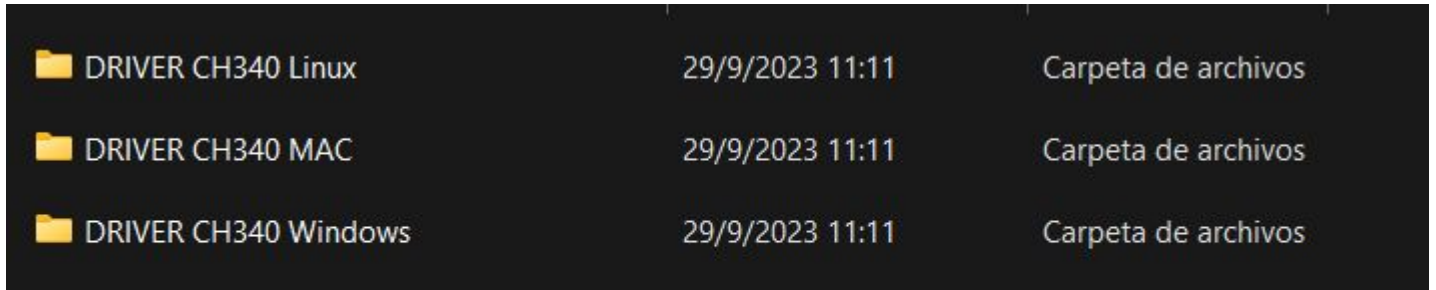 DRIVER CH340 Linux 29/9/2023 11:11 Carpeta de archivos
DRIVER CH340 MAC 29/9/2023 11:11 Carpeta de archivos
DRIVER CH340 Windows 29/9/2023 11:11 Carpeta de archivos